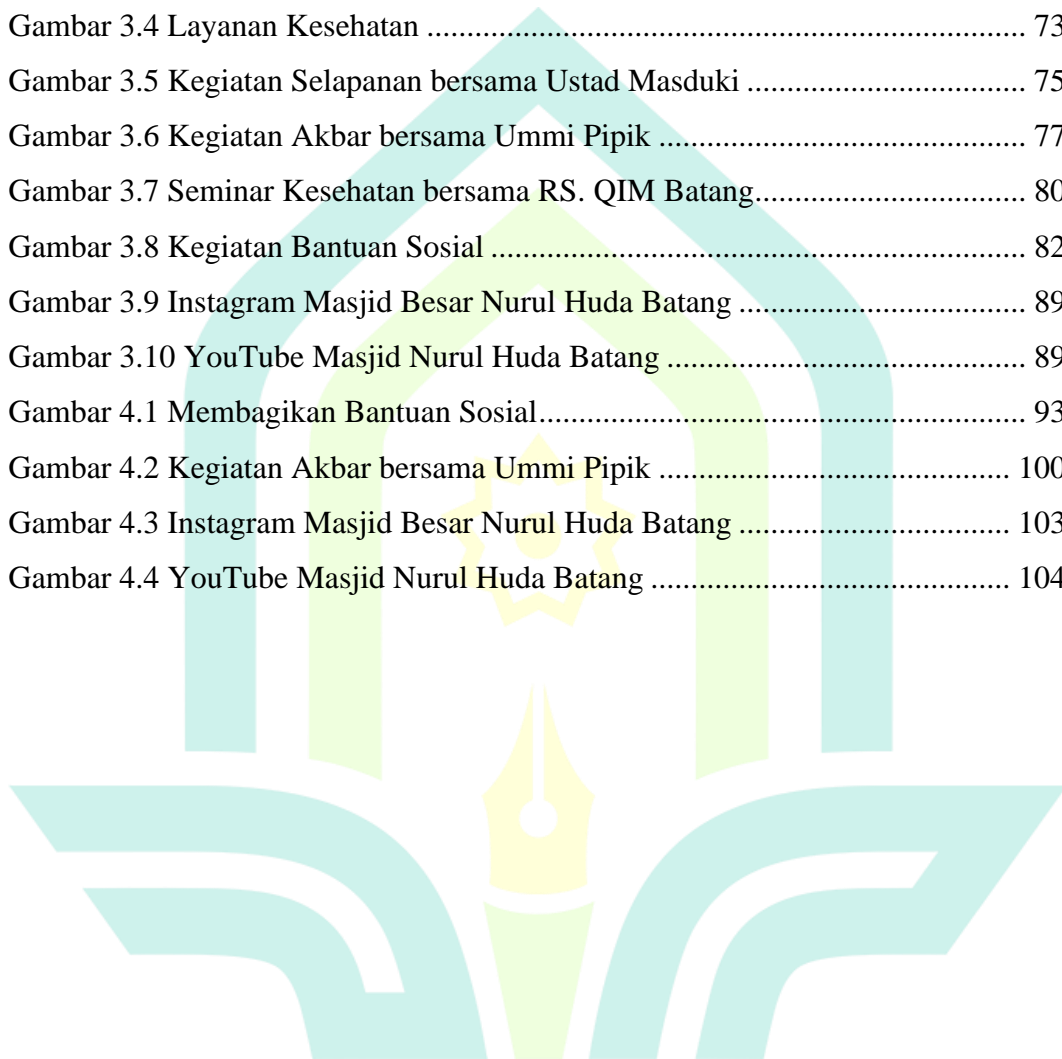 Gambar 3.4 Layanan Kesehatan ............................................................................ 73
Gambar 3.5 Kegiatan Selapanan bersama Ustad Masduki ................................... 75
Gambar 3.6 Kegiatan Akbar bersama Ummi Pipik .............................................. 77
Gambar 3.7 Seminar Kesehatan bersama RS. QIM Batang.................................. 80
Gambar 3.8 Kegiatan Bantuan Sosial ................................................................... 82
Gambar 3.9 Instagram Masjid Besar Nurul Huda Batang .................................... 89
Gambar 3.10 YouTube Masjid Nurul Huda Batang ............................................. 89
Gambar 4.1 Membagikan Bantuan Sosial............................................................. 93
Gambar 4.2 Kegiatan Akbar bersama Ummi Pipik ............................................ 100
Gambar 4.3 Instagram Masjid Besar Nurul Huda Batang .................................. 103
Gambar 4.4 YouTube Masjid Nurul Huda Batang ............................................. 104